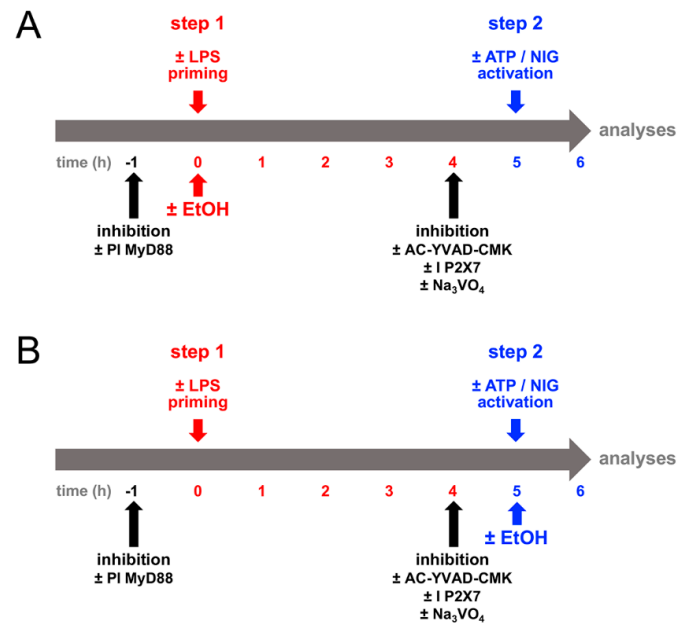 A
step 1
step 2
± LPS
priming
± ATP / NIG
activation
analyses
time (h) -1 0 1 2 3 4 5 6
± EtOH
inhibition
± PI MyD88
inhibition
± AC-YVAD-CMK
± I P2X7
± Na₃VO₄
B
step 1
step 2
± LPS
priming
± ATP / NIG
activation
analyses
time (h) -1 0 1 2 3 4 5 6
± EtOH
inhibition
± PI MyD88
inhibition
± AC-YVAD-CMK
± I P2X7
± Na₃VO₄